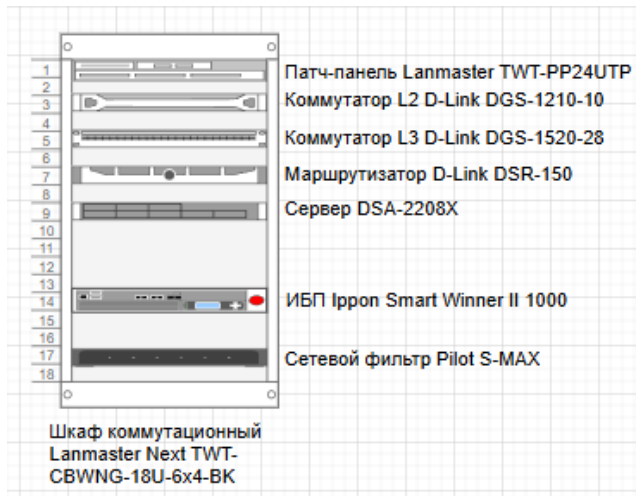 1
Патч-панель Lanmaster TWT-PP24UTP
2
3
Коммутатор L2 D-Link DGS-1210-10
4
5
Коммутатор L3 D-Link DGS-1520-28
6
7
Маршрутизатор D-Link DSR-150
8
9
Сервер DSA-2208X
10
11
12
13
14
ИБП Ippon Smart Winner II 1000
15
16
17
Сетевой фильтр Pilot S-MAX
18
Шкаф коммутационный
Lanmaster Next TWT-
CBWNG-18U-6x4-BK